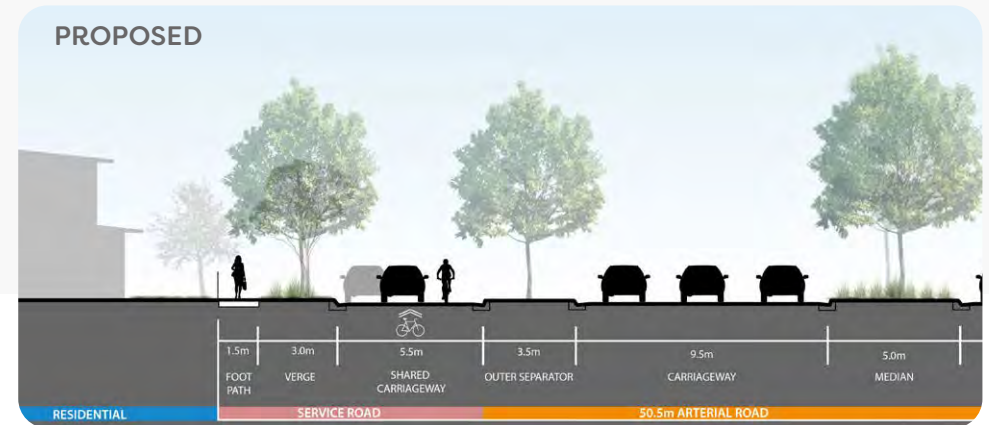 PROPOSED
1.5m
3.0m
5.5m
3.5m
9.5m
5.0m
FOOT
PATH
VERGE
SHARED
CARRIAGEWAY
OUTER SEPARATOR
CARRIAGEWAY
MEDIAN
RESIDENTIAL
SERVICE ROAD
50.5m ARTERIAL ROAD